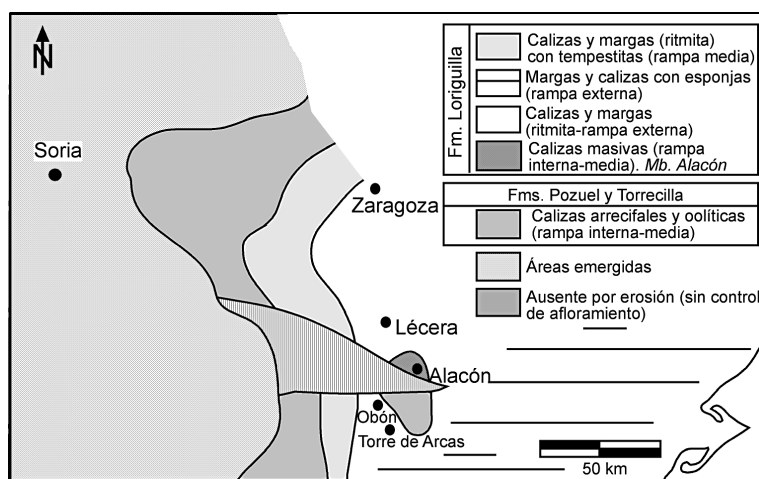 N
Soria
Zaragoza
Lécera
Alacón
Obón
Torre de Arcas
50 km
Fm. Loriguilla
Calizas y margas (ritmita)
con tempestitas (rampa media)
Margas y calizas con esponjas
(rampa externa)
Calizas y margas
(ritmita-rampa externa)
Calizas masivas (rampa
interna-media). Mb. Alacón
Fms. Pozuel y Torrecilla
Calizas arrecifales y oolíticas
(rampa interna-media)
Áreas emergidas
Ausente por erosión (sin control
de afloramiento)